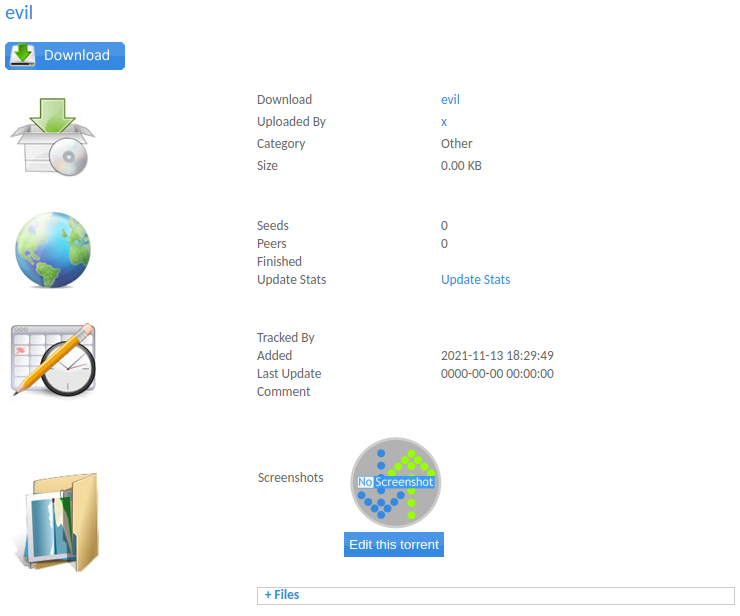 evil
Download
Download evil
Uploaded By x
Category Other
Size 0.00 KB
Seeds 0
Peers 0
Finished
Update Stats Update Stats
Tracked By
Added 2021-11-13 18:29:49
Last Update 0000-00-00 00:00:00
Comment
Screenshots No Screenshot
Edit this torrent
+ Files